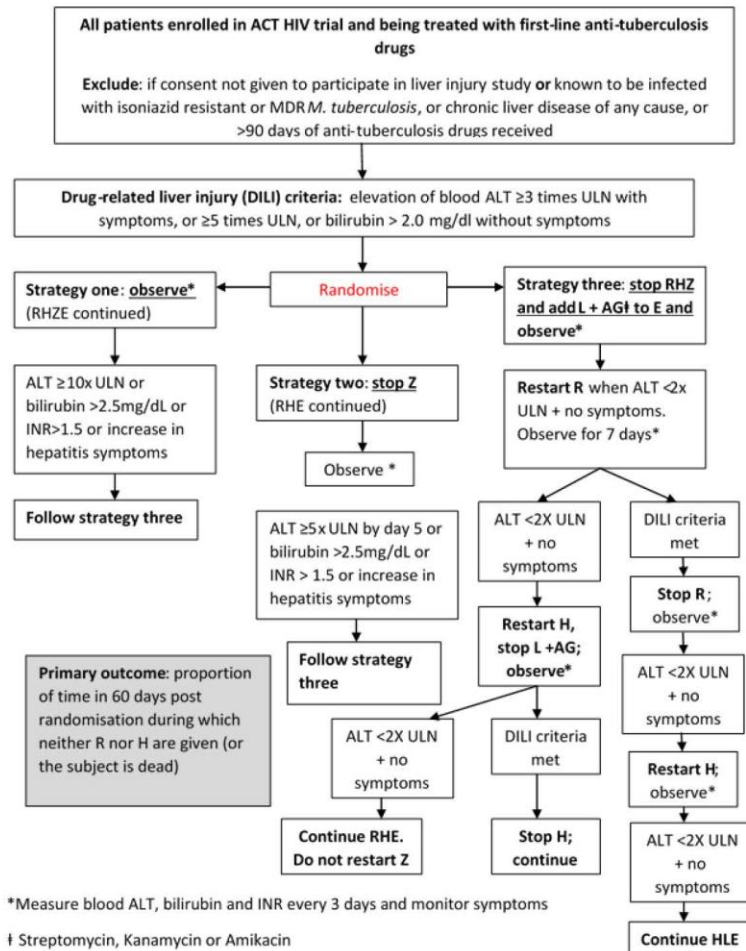 All patients enrolled in ACT HIV trial and being treated with first-line anti-tuberculosis
drugs
Exclude: if consent not given to participate in liver injury study or known to be infected
with isoniazid resistant or MDR M. tuberculosis, or chronic liver disease of any cause, or
>90 days of anti-tuberculosis drugs received
Drug-related liver injury (DILI) criteria: elevation of blood ALT ≥3 times ULN with
symptoms, or ≥5 times ULN, or bilirubin > 2.0 mg/dl without symptoms
Strategy one: observe*
(RHZE continued)
Randomise
Strategy three: stop RHZ
and add L + AGƚ to E and
observe*
ALT ≥10x ULN or
bilirubin >2.5mg/dL or
INR>1.5 or increase in
hepatitis symptoms
Follow strategy three
Strategy two: stop Z
(RHE continued)
Observe *
ALT ≥5x ULN by day 5 or
bilirubin >2.5mg/dL or
INR > 1.5 or increase in
hepatitis symptoms
Follow strategy
three
Restart R when ALT <2x
ULN + no symptoms.
Observe for 7 days*
ALT <2X ULN
+ no
symptoms
DILI criteria
met
Restart H,
stop L +AG;
observe*
Stop R;
observe*
ALT <2X ULN
+ no
symptoms
DILI criteria
met
ALT <2X ULN
+ no
symptoms
Restart H;
observe*
Continue RHE.
Do not restart Z
Stop H;
continue
ALT <2X ULN
+ no
symptoms
Continue HLE
Primary outcome: proportion
of time in 60 days post
randomisation during which
neither R nor H are given (or
the subject is dead)
*Measure blood ALT, bilirubin and INR every 3 days and monitor symptoms
ƚ Streptomycin, Kanamycin or Amikacin